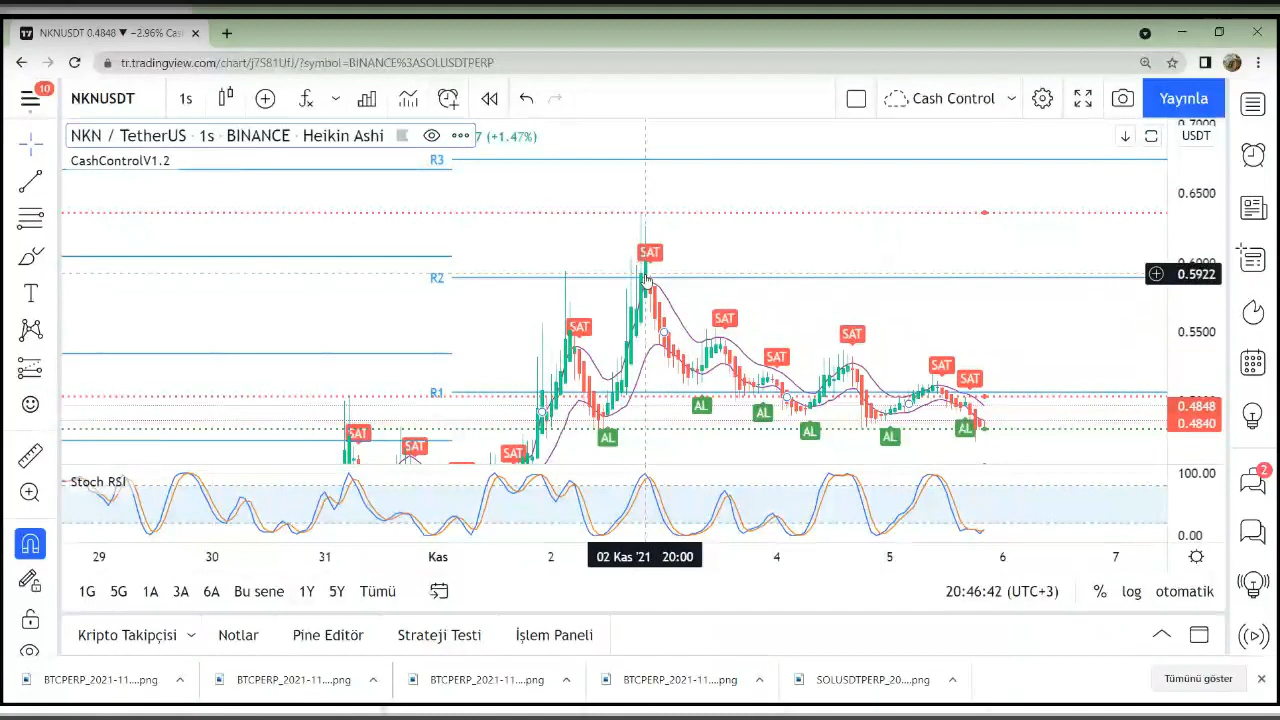 NKNUSDT 0.4848 ▼ −2.96% Cas
tr.tradingview.com/chart/j7S81UfJ/?symbol=BINANCE%3ASOLUSDTPERP
10
NKNUSDT
1s
Cash Control
Yayınla
NKN / TetherUS · 1s · BINANCE · Heikin Ashi
7 (+1.47%)
USDT
CashControlV1.2
R3
0.6500
SAT
R2
0.5922
SAT
SAT
0.5500
SAT
SAT
SAT
SAT
R1
AL
AL
0.4848
0.4840
AL
AL
AL
AL
SAT
SAT
SAT
Stoch RSI
100.00
2
0.00
29
30
31
Kas
2
02 Kas '21 20:00
4
5
6
7
1G
5G
1A
3A
6A
Bu sene
1Y
5Y
Tümü
20:46:42 (UTC+3)
%
log
otomatik
Kripto Takipçisi
Notlar
Pine Editör
Strateji Testi
İşlem Paneli
BTCPERP_2021-11....png
BTCPERP_2021-11....png
BTCPERP_2021-11....png
BTCPERP_2021-11....png
SOLUSDTPERP_20....png
Tümünü göster